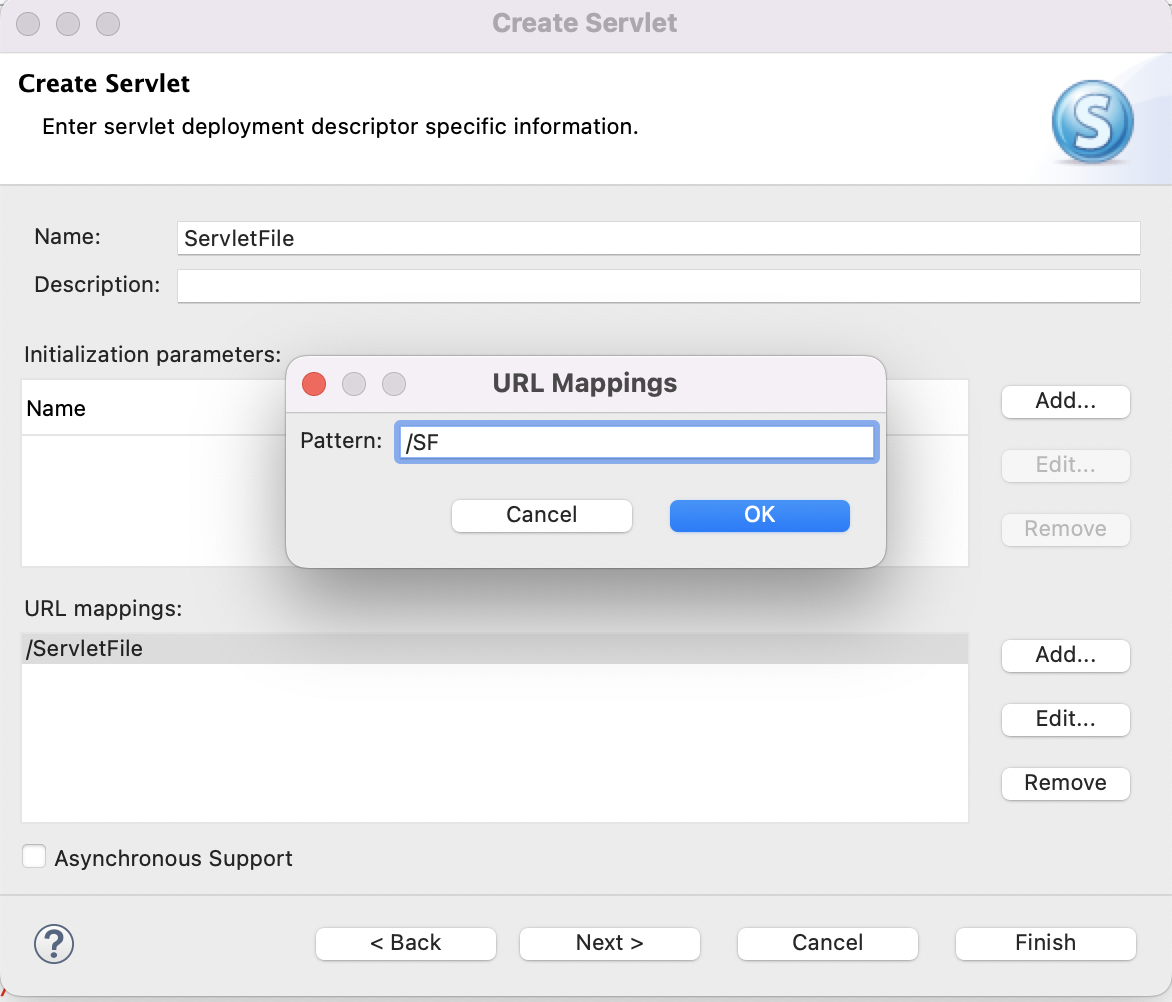 Create Servlet
Create Servlet
Enter servlet deployment descriptor specific information.
S
Name: ServletFile
Description:
Initialization parameters:
Name
Add...
Edit...
Remove
URL Mappings
Pattern: /SF
Cancel OK
URL mappings:
/ServletFile
Add...
Edit...
Remove
Asynchronous Support
? < Back Next > Cancel Finish